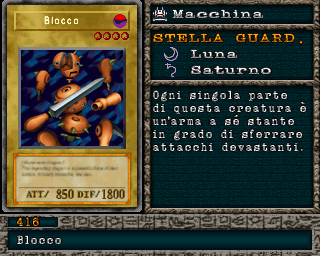 Blocco
ATT/ 850 DIF/1800
416
Blocco
Macchina
STELLA GUARD.
Luna
Saturno
Ogni singola parte
di questa creatura è
un'arma a sé stante
in grado di sferrare
attacchi devastanti.